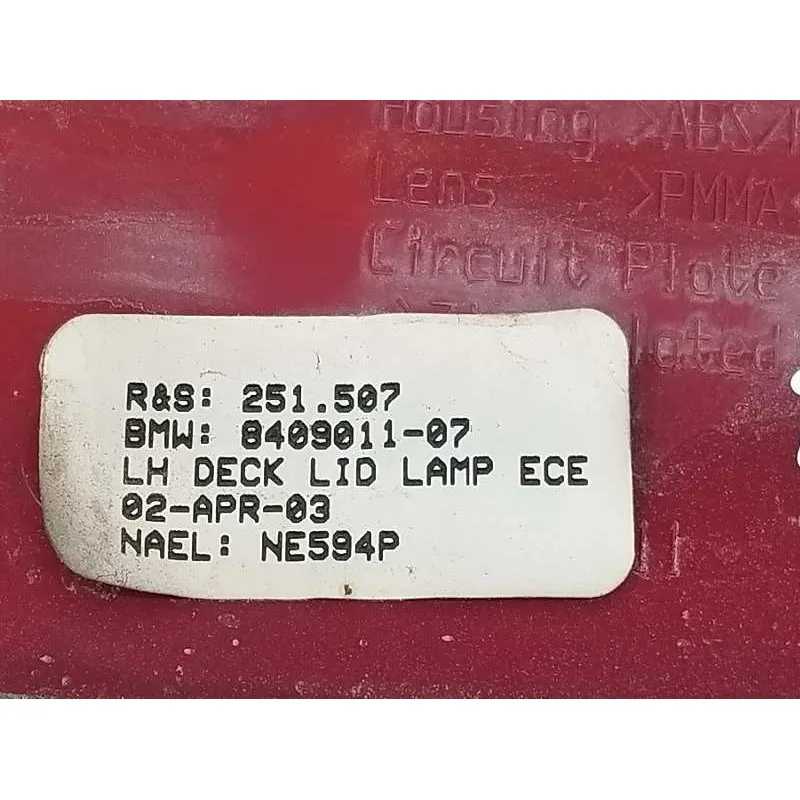 Housing >ABS<
Lens >PMMA<
Circuit Plate
R&S: 251.507
BMW: 8409011-07
LH DECK LID LAMP ECE
02-APR-03
NAEL: NE594P